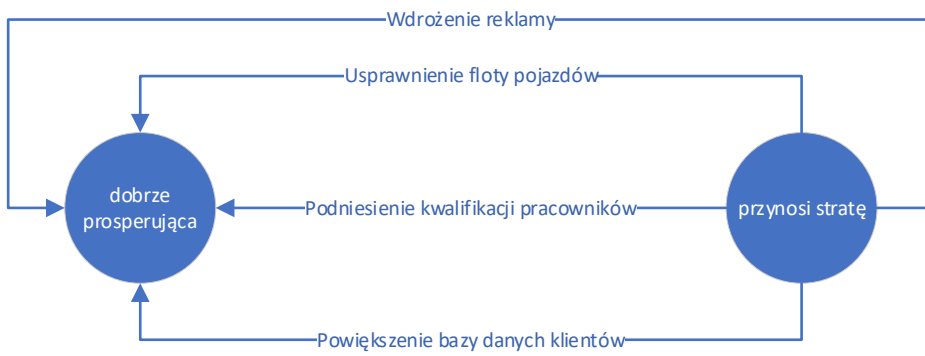 Wdrożenie reklamy
Usprawnienie floty pojazdów
dobrze
prosperująca
Podniesienie kwalifikacji pracowników
przynosi stratę
Powiększenie bazy danych klientów